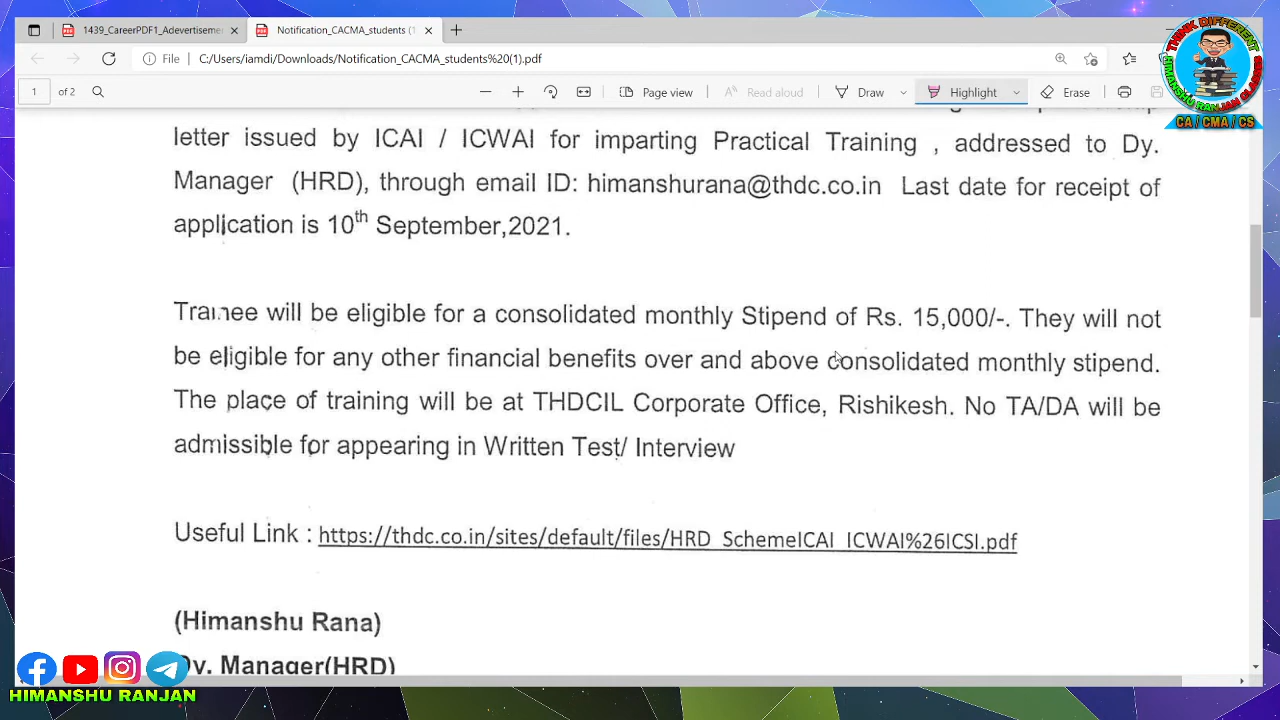 1439_CareerPDF1_Adevertisemen
Notification_CACMA_students (1
File
C:/Users/iamdi/Downloads/Notification_CACMA_students%20(1).pdf
1 of 2
Page view
Read aloud
Draw
Highlight
Erase
THINK DIFFERENT
HIMANSHU RANJAN CLASSES
CA / CMA / CS
letter issued by ICAI / ICWAI for imparting Practical Training , addressed to Dy.
Manager (HRD), through email ID: himanshurana@thdc.co.in Last date for receipt of
application is 10th September,2021.
Trainee will be eligible for a consolidated monthly Stipend of Rs. 15,000/-. They will not
be eligible for any other financial benefits over and above consolidated monthly stipend.
The place of training will be at THDCIL Corporate Office, Rishikesh. No TA/DA will be
admissible for appearing in Written Test/ Interview
Useful Link : https://thdc.co.in/sites/default/files/HRD_SchemeICAI_ICWAI%26ICSI.pdf
(Himanshu Rana)
Dy. Manager(HRD)
HIMANSHU RANJAN